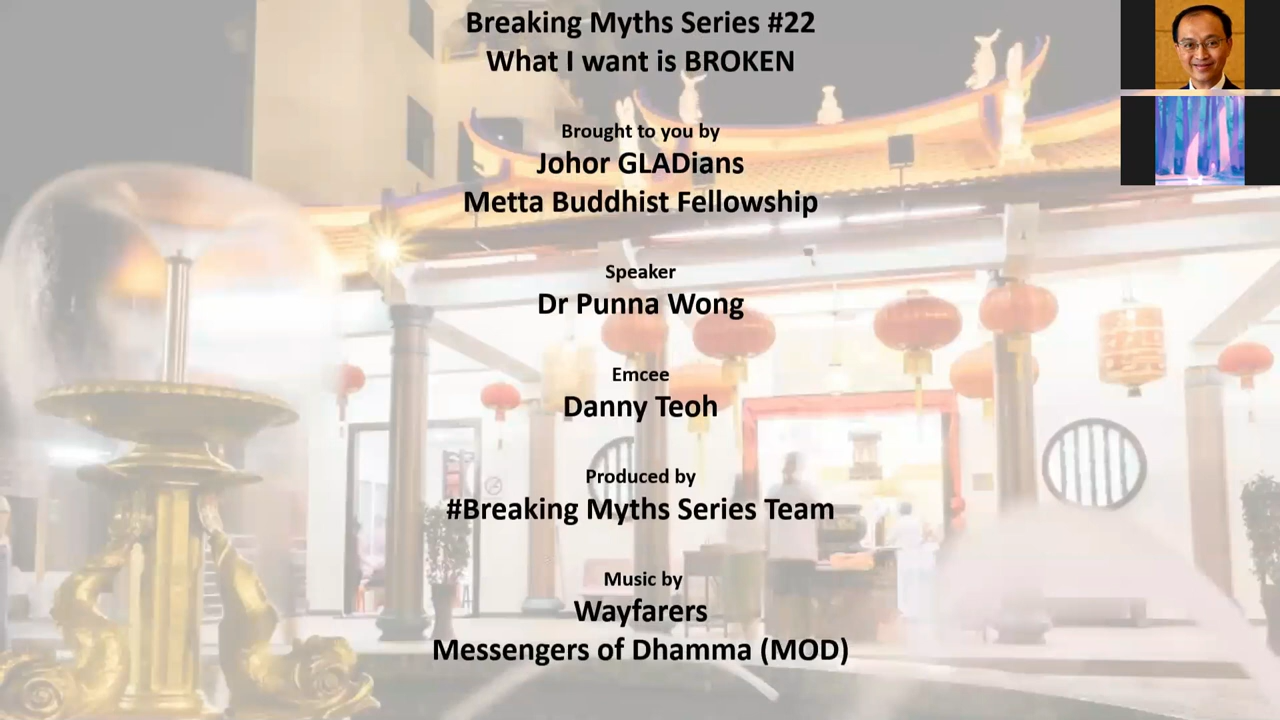 Breaking Myths Series #22
What I want is BROKEN
Brought to you by
Johor GLADians
Metta Buddhist Fellowship
Speaker
Dr Punna Wong
Emcee
Danny Teoh
Produced by
#Breaking Myths Series Team
Music by
Wayfarers
Messengers of Dhamma (MOD)